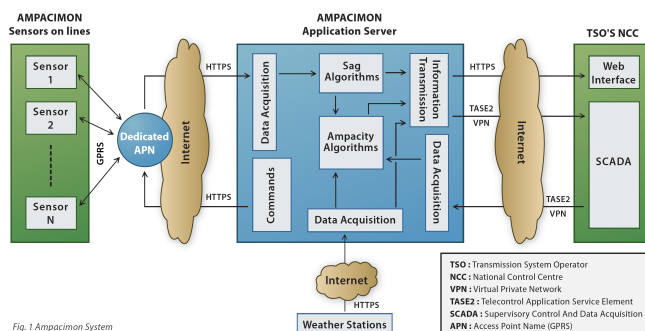 AMPACIMON
Sensors on lines
AMPACIMON
Application Server
TSO'S NCC
Sensor
1
Sensor
2
Sensor
N
GPRS
Dedicated
APN
Internet
HTTPS
HTTPS
Data Acquisition
Commands
Sag
Algorithms
Ampacity
Algorithms
Information
Transmission
Data Acquisition
Data Acquisition
HTTPS
TASE2
VPN
TASE2
VPN
Internet
Web
Interface
SCADA
Internet
HTTPS
Weather Stations
TSO : Transmission System Operator
NCC : National Control Centre
VPN : Virtual Private Network
TASE2 : Telecontrol Application Service Element
SCADA : Supervisory Control And Data Acquisition
APN : Access Point Name (GPRS)
Fig. 1 Ampacimon System